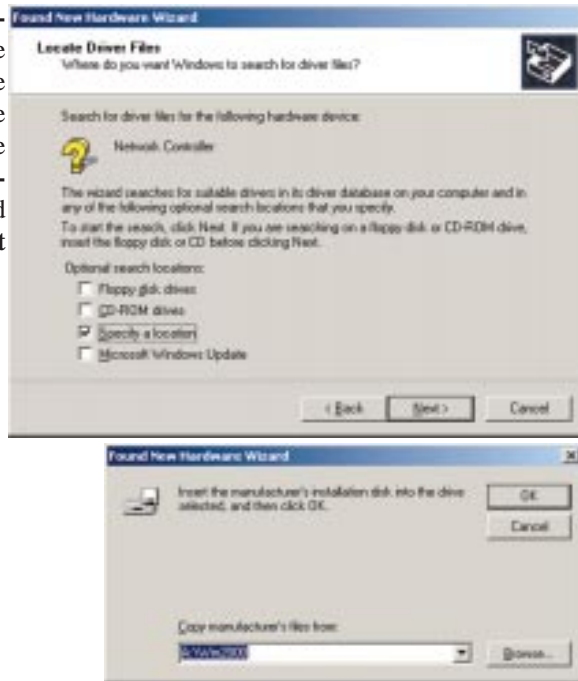 Found New Hardware Wizard
Locate Driver Files
Where do you want Windows to search for driver files?
Search for driver files for the following hardware device:
Network Controller
The wizard searches for suitable drivers in its driver database on your computer and in
any of the following optional search locations that you specify.
To start the search, click Next. If you are searching on a floppy disk or CD-ROM drive,
insert the floppy disk or CD before clicking Next.
Optional search locations:
Floppy disk drives
CD-ROM drives
Specify a location
Microsoft Windows Update
< Back Next > Cancel
Found New Hardware Wizard
Insert the manufacturer's installation disk into the drive
selected, and then click OK.
OK
Cancel
Copy manufacturer's files from:
A:\Win2000
Browse...